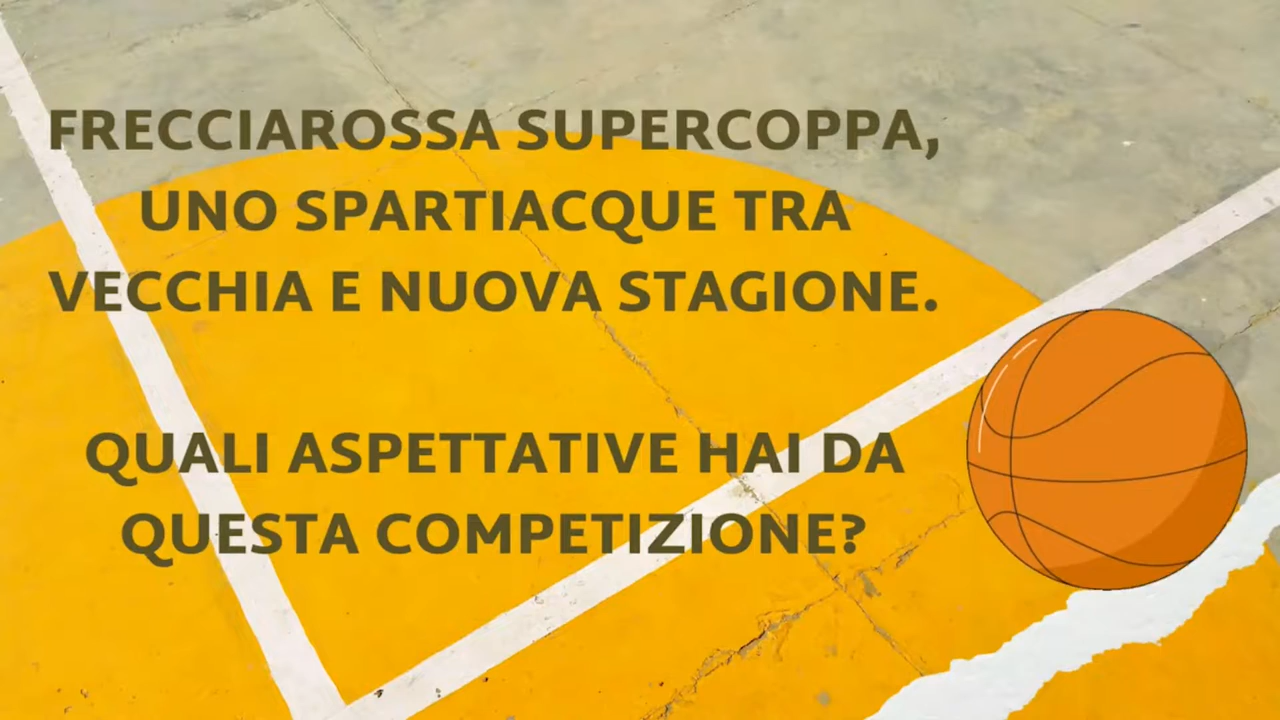 FRECCIAROSSA SUPERCOPPA,
UNO SPARTIACQUE TRA
VECCHIA E NUOVA STAGIONE.
QUALI ASPETTATIVE HAI DA
QUESTA COMPETIZIONE?